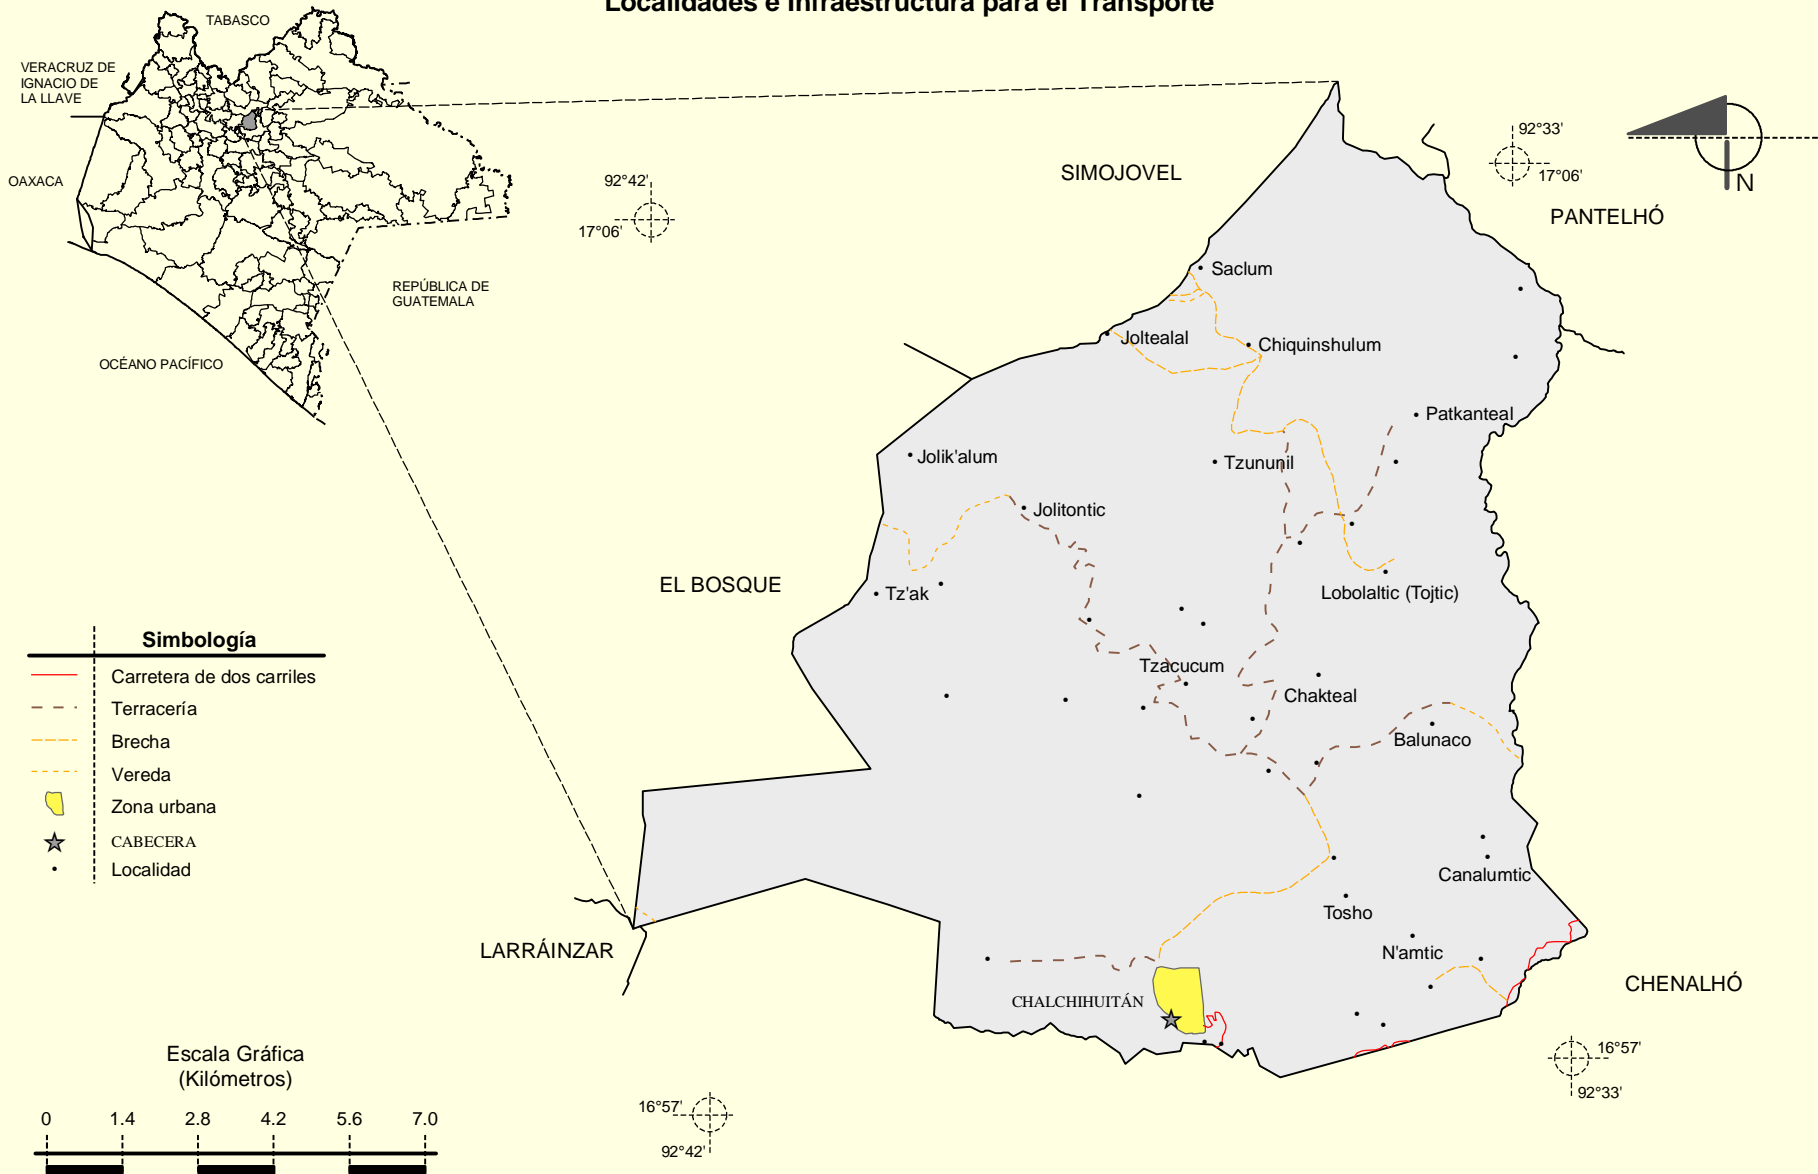 Localidades e Infraestructura para el Transporte
TABASCO
VERACRUZ DE
IGNACIO DE
LA LLAVE
OAXACA
REPÚBLICA DE
GUATEMALA
OCÉANO PACÍFICO
92°42'
17°06'
92°33'
17°06'
N
SIMOJOVEL
PANTELHÓ
Saclum
Joltealal
Chiquinshulum
Patkanteal
Jolik'alum
Tzununil
Jolitontic
EL BOSQUE
Tz'ak
Lobolaltic (Tojtic)
Tzacucum
Chakteal
Balunaco
Canalumtic
Tosho
N'amtic
LARRÁINZAR
CHALCHIHUITÁN
CHENALHÓ
16°57'
92°33'
16°57'
92°42'
Simbología
Carretera de dos carriles
Terracería
Brecha
Vereda
Zona urbana
CABECERA
Localidad
Escala Gráfica
(Kilómetros)
0 1.4 2.8 4.2 5.6 7.0